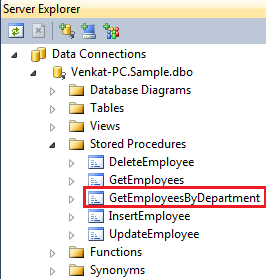 Server Explorer
Data Connections
Venkat-PC.Sample.dbo
Database Diagrams
Tables
Views
Stored Procedures
DeleteEmployee
GetEmployees
GetEmployeesByDepartment
InsertEmployee
UpdateEmployee
Functions
Synonyms